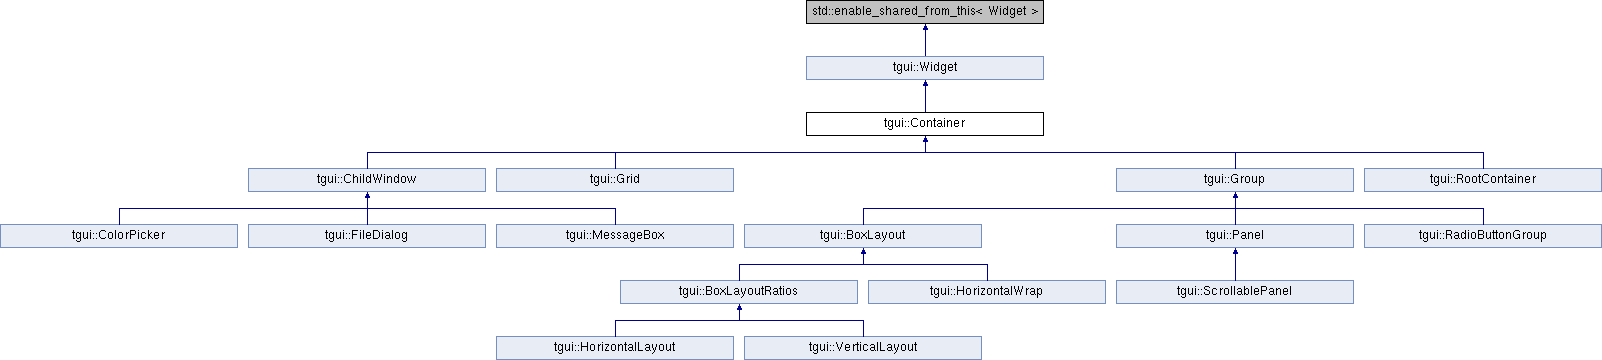 std::enable_shared_from_this< Widget >
tgui::Widget
tgui::Container
tgui::ChildWindow
tgui::Grid
tgui::Group
tgui::RootContainer
tgui::ColorPicker
tgui::FileDialog
tgui::MessageBox
tgui::BoxLayout
tgui::Panel
tgui::RadioButtonGroup
tgui::BoxLayoutRatios
tgui::HorizontalWrap
tgui::ScrollablePanel
tgui::HorizontalLayout
tgui::VerticalLayout